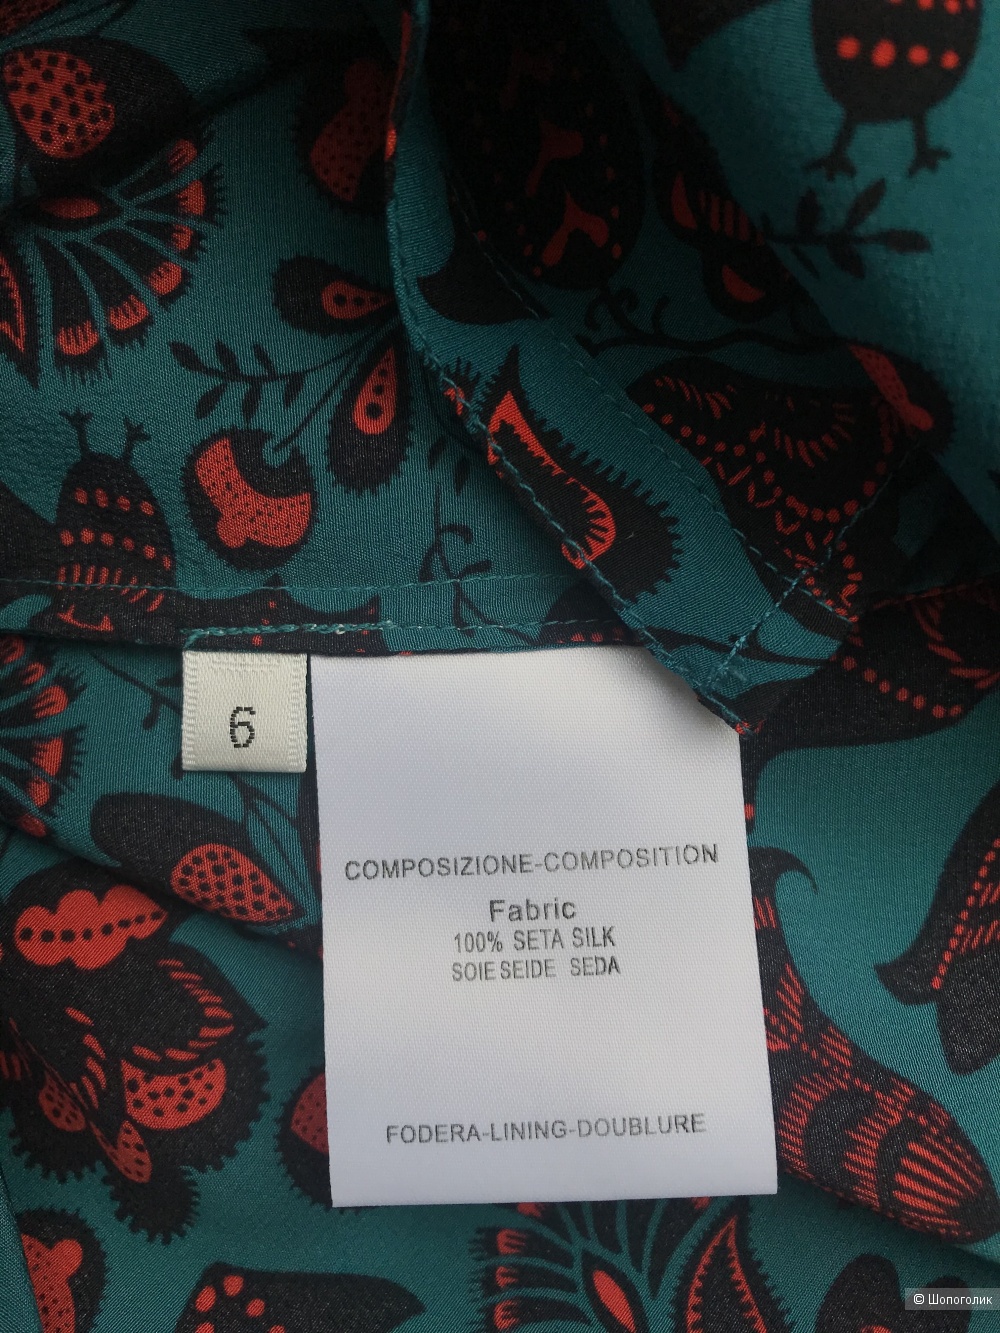 6
COMPOSIZIONE-COMPOSITION
Fabric
100% SETA SILK
SOIE SEIDE SEDA
FODERA-LINING-DOUBLURE
© Шопоголик